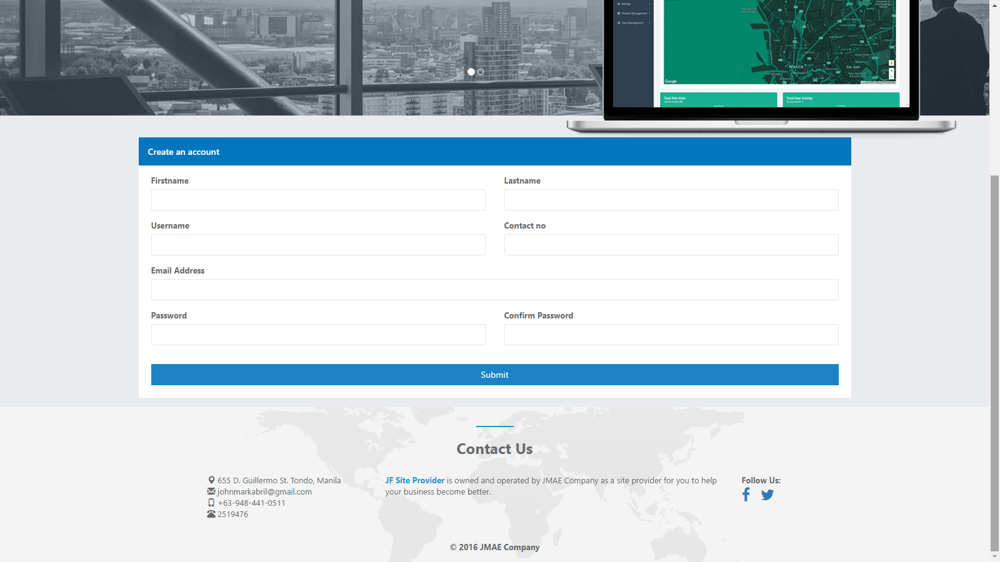 Settings
Product Management
User Management
Manila
San Juan
Google
Total Site Visits
Total User Activity
Create an account
Firstname
Lastname
Username
Contact no
Email Address
Password
Confirm Password
Submit
Contact Us
655 D. Guillermo St. Tondo, Manila
johnmarkabril@gmail.com
+63-948-441-0511
2519476
JF Site Provider is owned and operated by JMAE Company as a site provider for you to help
your business become better.
Follow Us:
© 2016 JMAE Company